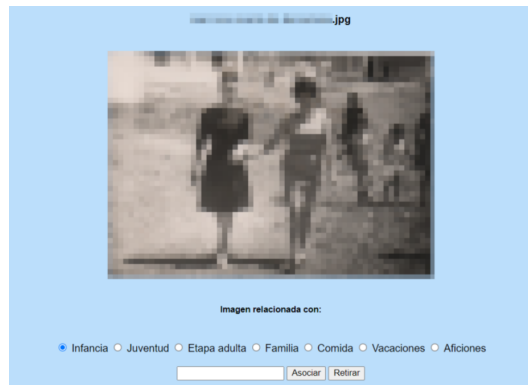 .jpg
Imagen relacionada con:
Infancia Juventud Etapa adulta Familia Comida Vacaciones Aficiones
Asociar Retirar